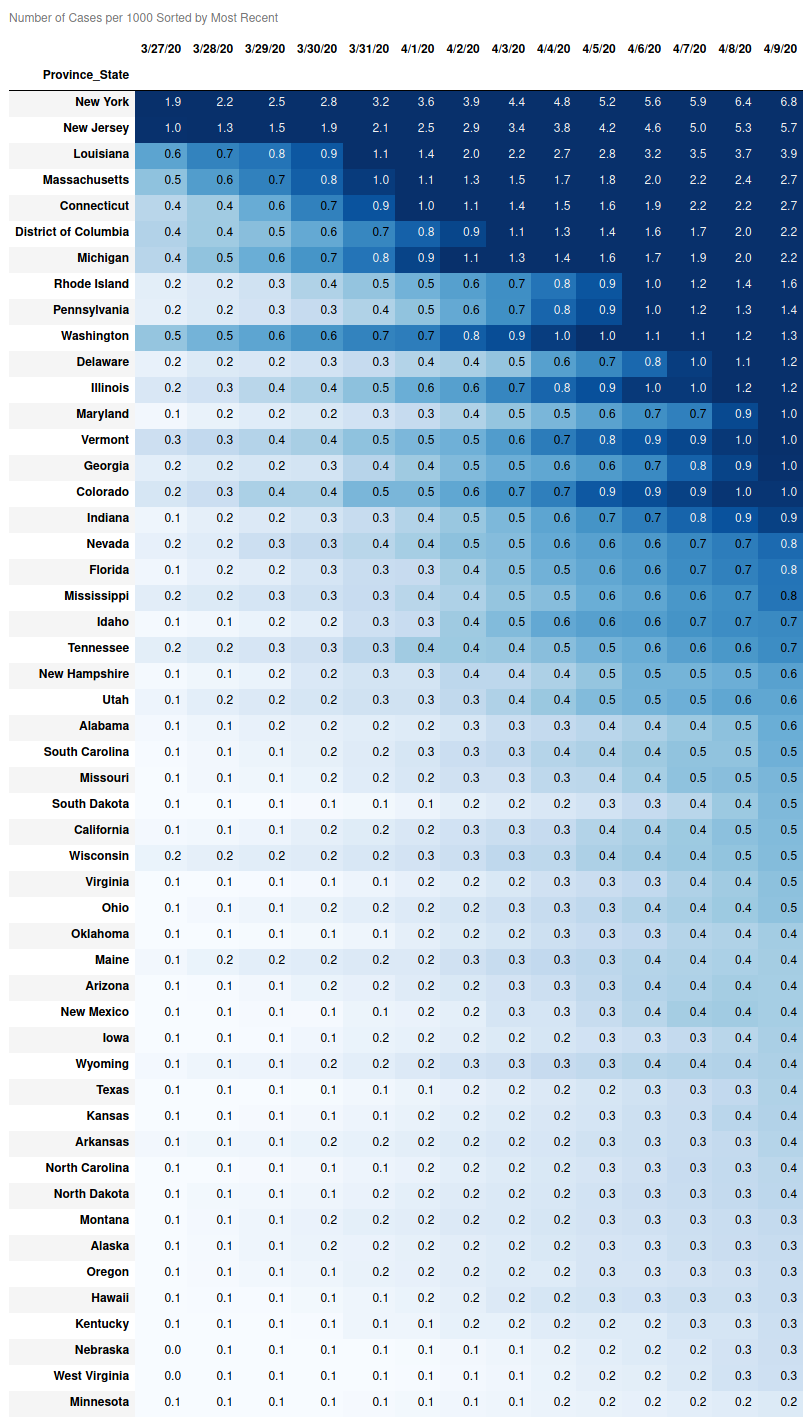 Number of Cases per 1000 Sorted by Most Recent
3/27/20 3/28/20 3/29/20 3/30/20 3/31/20 4/1/20 4/2/20 4/3/20 4/4/20 4/5/20 4/6/20 4/7/20 4/8/20 4/9/20
Province_State
New York 1.9 2.2 2.5 2.8 3.2 3.6 3.9 4.4 4.8 5.2 5.6 5.9 6.4 6.8
New Jersey 1.0 1.3 1.5 1.9 2.1 2.5 2.9 3.4 3.8 4.2 4.6 5.0 5.3 5.7
Louisiana 0.6 0.7 0.8 0.9 1.1 1.4 2.0 2.2 2.7 2.8 3.2 3.5 3.7 3.9
Massachusetts 0.5 0.6 0.7 0.8 1.0 1.1 1.3 1.5 1.7 1.8 2.0 2.2 2.4 2.7
Connecticut 0.4 0.4 0.6 0.7 0.9 1.0 1.1 1.4 1.5 1.6 1.9 2.2 2.2 2.7
District of Columbia 0.4 0.4 0.5 0.6 0.7 0.8 0.9 1.1 1.3 1.4 1.6 1.7 2.0 2.2
Michigan 0.4 0.5 0.6 0.7 0.8 0.9 1.1 1.3 1.4 1.6 1.7 1.9 2.0 2.2
Rhode Island 0.2 0.2 0.3 0.4 0.5 0.5 0.6 0.7 0.8 0.9 1.0 1.2 1.4 1.6
Pennsylvania 0.2 0.2 0.3 0.3 0.4 0.5 0.6 0.7 0.8 0.9 1.0 1.2 1.3 1.4
Washington 0.5 0.5 0.6 0.6 0.7 0.7 0.8 0.9 1.0 1.0 1.1 1.1 1.2 1.3
Delaware 0.2 0.2 0.2 0.3 0.3 0.4 0.4 0.5 0.6 0.7 0.8 1.0 1.1 1.2
Illinois 0.2 0.3 0.4 0.4 0.5 0.6 0.6 0.7 0.8 0.9 1.0 1.0 1.2 1.2
Maryland 0.1 0.2 0.2 0.2 0.3 0.3 0.4 0.5 0.5 0.6 0.7 0.7 0.9 1.0
Vermont 0.3 0.3 0.4 0.4 0.5 0.5 0.5 0.6 0.7 0.8 0.9 0.9 1.0 1.0
Georgia 0.2 0.2 0.2 0.3 0.4 0.4 0.5 0.5 0.6 0.6 0.7 0.8 0.9 1.0
Colorado 0.2 0.3 0.4 0.4 0.5 0.5 0.6 0.7 0.7 0.9 0.9 0.9 1.0 1.0
Indiana 0.1 0.2 0.2 0.3 0.3 0.4 0.5 0.5 0.6 0.7 0.7 0.8 0.9 0.9
Nevada 0.2 0.2 0.3 0.3 0.4 0.4 0.5 0.5 0.6 0.6 0.6 0.7 0.7 0.8
Florida 0.1 0.2 0.2 0.3 0.3 0.3 0.4 0.5 0.5 0.6 0.6 0.7 0.7 0.8
Mississippi 0.2 0.2 0.3 0.3 0.3 0.4 0.4 0.5 0.5 0.6 0.6 0.6 0.7 0.8
Idaho 0.1 0.1 0.2 0.2 0.3 0.3 0.4 0.5 0.6 0.6 0.6 0.7 0.7 0.7
Tennessee 0.2 0.2 0.3 0.3 0.3 0.4 0.4 0.4 0.5 0.5 0.6 0.6 0.6 0.7
New Hampshire 0.1 0.1 0.2 0.2 0.3 0.3 0.4 0.4 0.4 0.5 0.5 0.5 0.5 0.6
Utah 0.1 0.2 0.2 0.2 0.3 0.3 0.3 0.4 0.4 0.5 0.5 0.5 0.6 0.6
Alabama 0.1 0.1 0.2 0.2 0.2 0.2 0.3 0.3 0.3 0.4 0.4 0.4 0.5 0.6
South Carolina 0.1 0.1 0.1 0.2 0.2 0.3 0.3 0.3 0.4 0.4 0.4 0.5 0.5 0.5
Missouri 0.1 0.1 0.1 0.2 0.2 0.2 0.3 0.3 0.3 0.4 0.4 0.5 0.5 0.5
South Dakota 0.1 0.1 0.1 0.1 0.1 0.1 0.2 0.2 0.2 0.3 0.3 0.4 0.4 0.5
California 0.1 0.1 0.1 0.2 0.2 0.2 0.3 0.3 0.3 0.4 0.4 0.4 0.5 0.5
Wisconsin 0.2 0.2 0.2 0.2 0.2 0.3 0.3 0.3 0.3 0.4 0.4 0.4 0.5 0.5
Virginia 0.1 0.1 0.1 0.1 0.1 0.2 0.2 0.2 0.3 0.3 0.3 0.4 0.4 0.5
Ohio 0.1 0.1 0.1 0.2 0.2 0.2 0.2 0.3 0.3 0.3 0.4 0.4 0.4 0.5
Oklahoma 0.1 0.1 0.1 0.1 0.1 0.2 0.2 0.2 0.3 0.3 0.3 0.4 0.4 0.4
Maine 0.1 0.2 0.2 0.2 0.2 0.2 0.3 0.3 0.3 0.3 0.4 0.4 0.4 0.4
Arizona 0.1 0.1 0.1 0.2 0.2 0.2 0.2 0.3 0.3 0.3 0.3 0.4 0.4 0.4
New Mexico 0.1 0.1 0.1 0.1 0.1 0.2 0.2 0.3 0.3 0.3 0.4 0.4 0.4 0.4
Iowa 0.1 0.1 0.1 0.1 0.2 0.2 0.2 0.2 0.2 0.3 0.3 0.3 0.4 0.4
Wyoming 0.1 0.1 0.1 0.2 0.2 0.2 0.3 0.3 0.3 0.3 0.4 0.4 0.4 0.4
Texas 0.1 0.1 0.1 0.1 0.1 0.1 0.2 0.2 0.2 0.2 0.3 0.3 0.3 0.4
Kansas 0.1 0.1 0.1 0.1 0.1 0.2 0.2 0.2 0.2 0.3 0.3 0.3 0.4 0.4
Arkansas 0.1 0.1 0.1 0.2 0.2 0.2 0.2 0.2 0.2 0.3 0.3 0.3 0.3 0.4
North Carolina 0.1 0.1 0.1 0.1 0.1 0.2 0.2 0.2 0.2 0.3 0.3 0.3 0.3 0.4
North Dakota 0.1 0.1 0.1 0.1 0.2 0.2 0.2 0.2 0.2 0.3 0.3 0.3 0.3 0.4
Montana 0.1 0.1 0.1 0.2 0.2 0.2 0.2 0.2 0.2 0.3 0.3 0.3 0.3 0.3
Alaska 0.1 0.1 0.1 0.2 0.2 0.2 0.2 0.2 0.2 0.3 0.3 0.3 0.3 0.3
Oregon 0.1 0.1 0.1 0.1 0.2 0.2 0.2 0.2 0.2 0.3 0.3 0.3 0.3 0.3
Hawaii 0.1 0.1 0.1 0.1 0.1 0.2 0.2 0.2 0.2 0.3 0.3 0.3 0.3 0.3
Kentucky 0.1 0.1 0.1 0.1 0.1 0.1 0.2 0.2 0.2 0.2 0.2 0.3 0.3 0.3
Nebraska 0.0 0.1 0.1 0.1 0.1 0.1 0.1 0.1 0.2 0.2 0.2 0.2 0.3 0.3
West Virginia 0.0 0.1 0.1 0.1 0.1 0.1 0.1 0.1 0.2 0.2 0.2 0.2 0.3 0.3
Minnesota 0.1 0.1 0.1 0.1 0.1 0.1 0.1 0.1 0.2 0.2 0.2 0.2 0.2 0.2